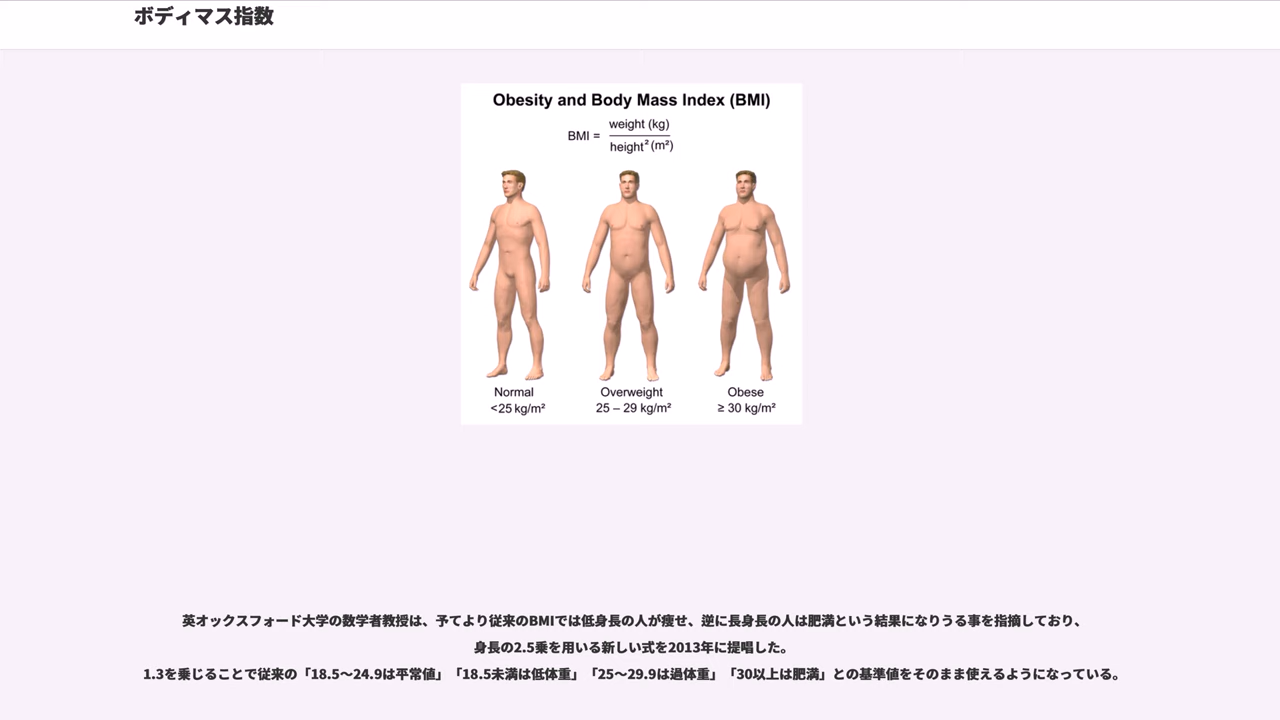 ボディマス指数
Obesity and Body Mass Index (BMI)
BMI = weight (kg)
height² (m²)
Normal
<25 kg/m²
Overweight
25 – 29 kg/m²
Obese
≥ 30 kg/m²
英オックスフォード大学の数学者教授は、予てより従来のBMIでは低身長の人が痩せ、逆に長身長の人は肥満という結果になりうる事を指摘しており、
身長の2.5乗を用いる新しい式を2013年に提唱した。
1.3を乗じることで従来の「18.5〜24.9は平常値」「18.5未満は低体重」「25〜29.9は過体重」「30以上は肥満」との基準値をそのまま使えるようになっている。